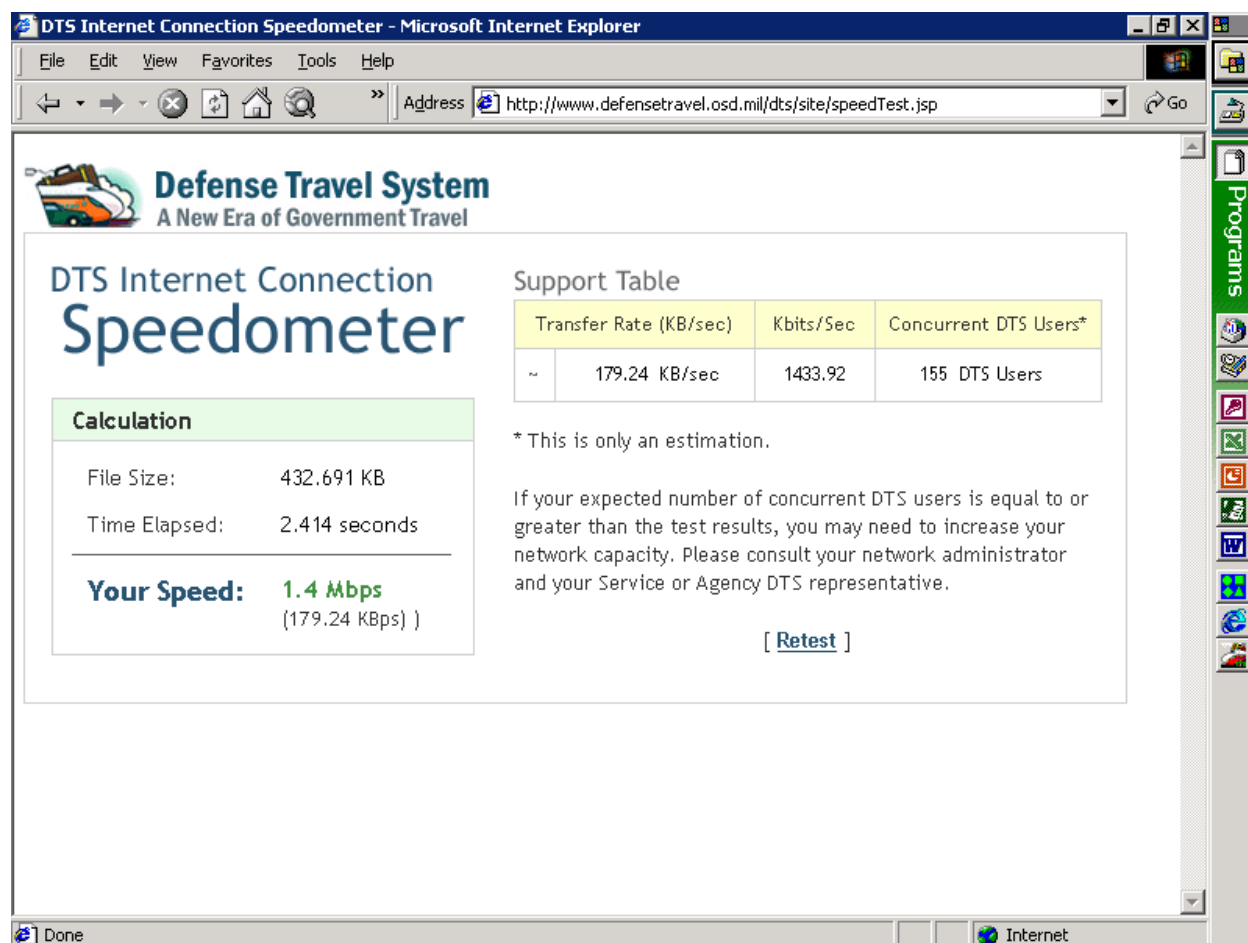 DTS Internet Connection Speedometer - Microsoft Internet Explorer
File Edit View Favorites Tools Help
» Address http://www.defensetravel.osd.mil/dts/site/speedTest.jsp Go
Programs
Defense Travel System
A New Era of Government Travel
DTS Internet Connection
Speedometer
Calculation
File Size: 432.691 KB
Time Elapsed: 2.414 seconds
Your Speed: 1.4 Mbps
(179.24 KBps) )
Support Table
Transfer Rate (KB/sec) Kbits/Sec Concurrent DTS Users*
~ 179.24 KB/sec 1433.92 155 DTS Users
* This is only an estimation.
If your expected number of concurrent DTS users is equal to or
greater than the test results, you may need to increase your
network capacity. Please consult your network administrator
and your Service or Agency DTS representative.
[ Retest ]
Done Internet